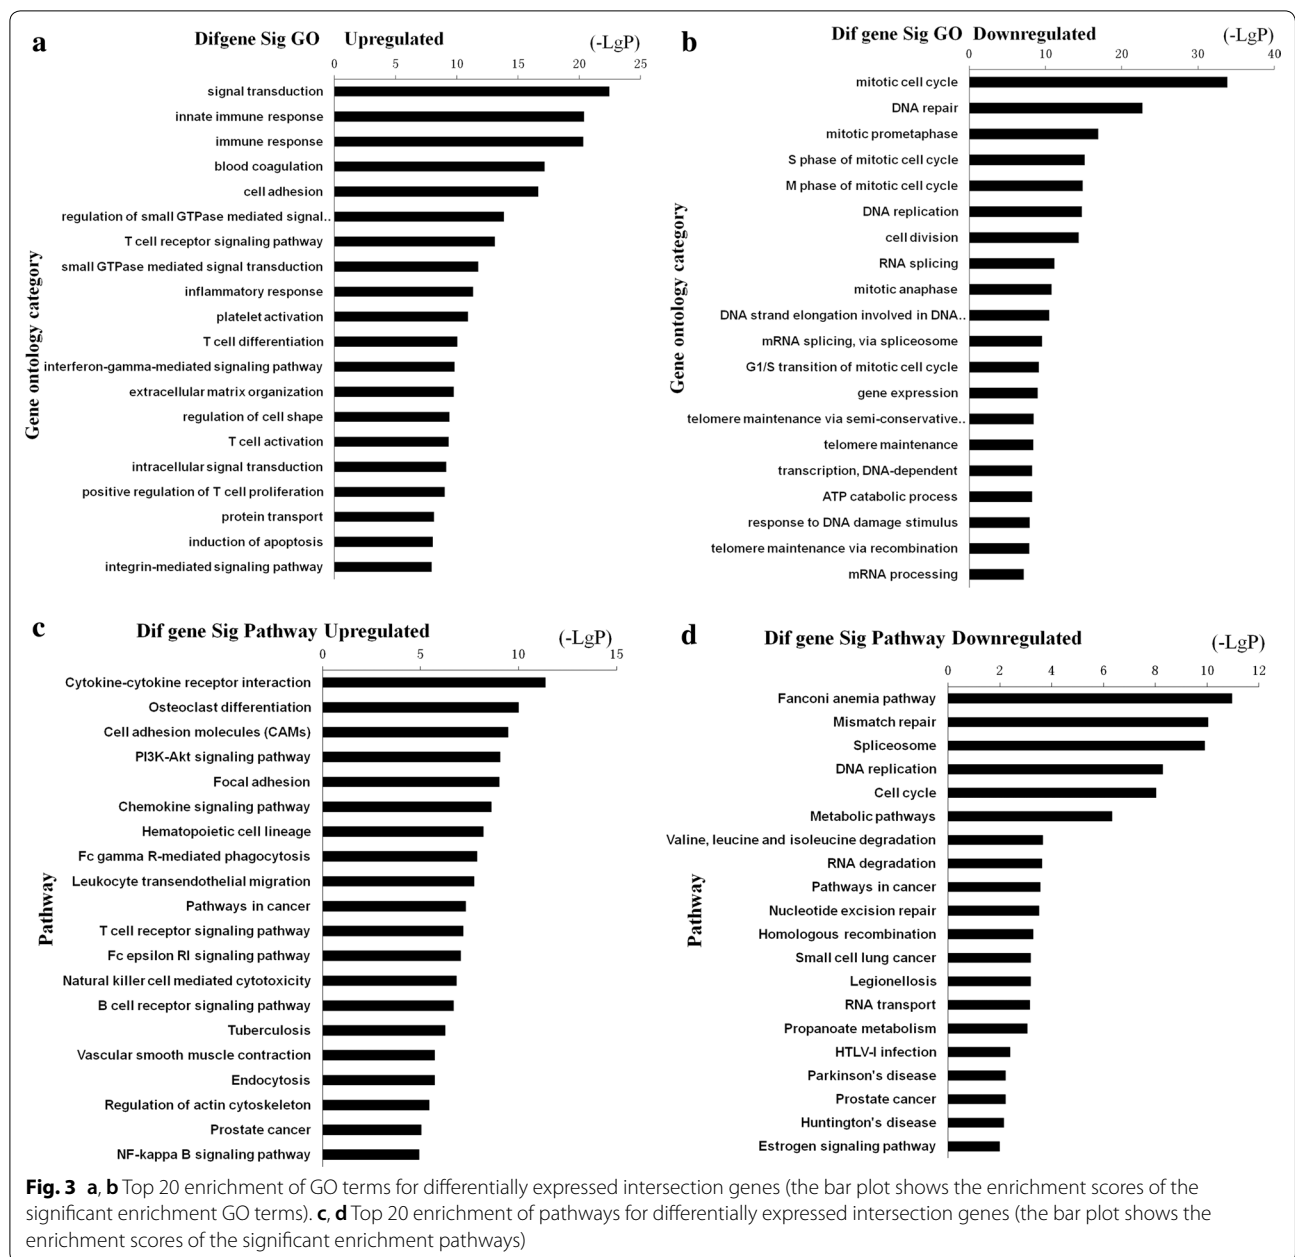 a
Difgene Sig GO Upregulated
(-LgP)
0 5 10 15 20 25
Gene ontology category
signal transduction
innate immune response
immune response
blood coagulation
cell adhesion
regulation of small GTPase mediated signal..
T cell receptor signaling pathway
small GTPase mediated signal transduction
inflammatory response
platelet activation
T cell differentiation
interferon-gamma-mediated signaling pathway
extracellular matrix organization
regulation of cell shape
T cell activation
intracellular signal transduction
positive regulation of T cell proliferation
protein transport
induction of apoptosis
integrin-mediated signaling pathway
b
Dif gene Sig GO Downregulated
(-LgP)
0 10 20 30 40
Gene ontology category
mitotic cell cycle
DNA repair
mitotic prometaphase
S phase of mitotic cell cycle
M phase of mitotic cell cycle
DNA replication
cell division
RNA splicing
mitotic anaphase
DNA strand elongation involved in DNA..
mRNA splicing, via spliceosome
G1/S transition of mitotic cell cycle
gene expression
telomere maintenance via semi-conservative..
telomere maintenance
transcription, DNA-dependent
ATP catabolic process
response to DNA damage stimulus
telomere maintenance via recombination
mRNA processing
c
Dif gene Sig Pathway Upregulated
(-LgP)
0 5 10 15
Pathway
Cytokine-cytokine receptor interaction
Osteoclast differentiation
Cell adhesion molecules (CAMs)
PI3K-Akt signaling pathway
Focal adhesion
Chemokine signaling pathway
Hematopoietic cell lineage
Fc gamma R-mediated phagocytosis
Leukocyte transendothelial migration
Pathways in cancer
T cell receptor signaling pathway
Fc epsilon RI signaling pathway
Natural killer cell mediated cytotoxicity
B cell receptor signaling pathway
Tuberculosis
Vascular smooth muscle contraction
Endocytosis
Regulation of actin cytoskeleton
Prostate cancer
NF-kappa B signaling pathway
d
Dif gene Sig Pathway Downregulated
(-LgP)
0 2 4 6 8 10 12
Pathway
Fanconi anemia pathway
Mismatch repair
Spliceosome
DNA replication
Cell cycle
Metabolic pathways
Valine, leucine and isoleucine degradation
RNA degradation
Pathways in cancer
Nucleotide excision repair
Homologous recombination
Small cell lung cancer
Legionellosis
RNA transport
Propanoate metabolism
HTLV-I infection
Parkinson's disease
Prostate cancer
Huntington's disease
Estrogen signaling pathway
Fig. 3 a, b Top 20 enrichment of GO terms for differentially expressed intersection genes (the bar plot shows the enrichment scores of the
significant enrichment GO terms). c, d Top 20 enrichment of pathways for differentially expressed intersection genes (the bar plot shows the
enrichment scores of the significant enrichment pathways)